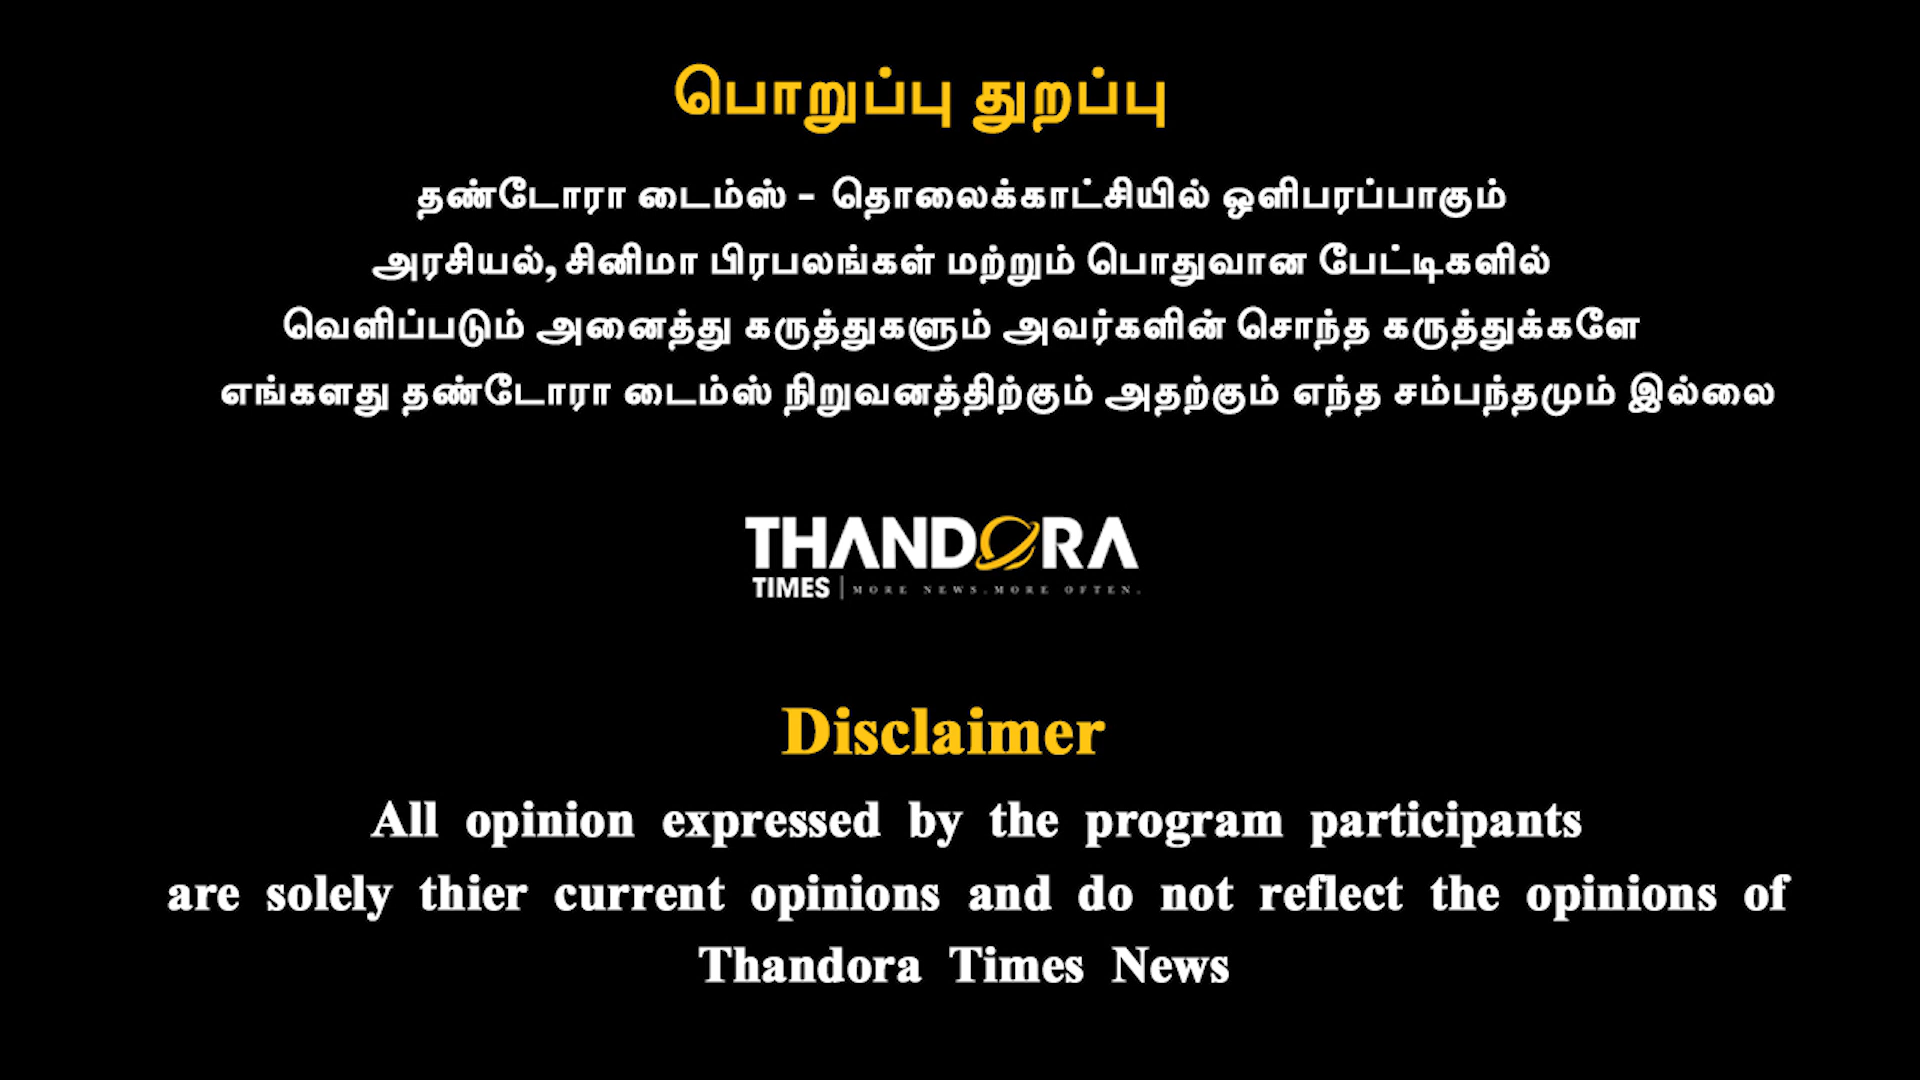 பொறுப்பு துறப்பு
தண்டோரா டைம்ஸ் - தொலைக்காட்சியில் ஒளிபரப்பாகும்
அரசியல், சினிமா பிரபலங்கள் மற்றும் பொதுவான பேட்டிகளில்
வெளிப்படும் அனைத்து கருத்துகளும் அவர்களின் சொந்த கருத்துக்களே
எங்களது தண்டோரா டைம்ஸ் நிறுவனத்திற்கும் அதற்கும் எந்த சம்பந்தமும் இல்லை
THANDORA
TIMES | MORE NEWS.MORE OFTEN.
Disclaimer
All opinion expressed by the program participants
are solely thier current opinions and do not reflect the opinions of
Thandora Times News